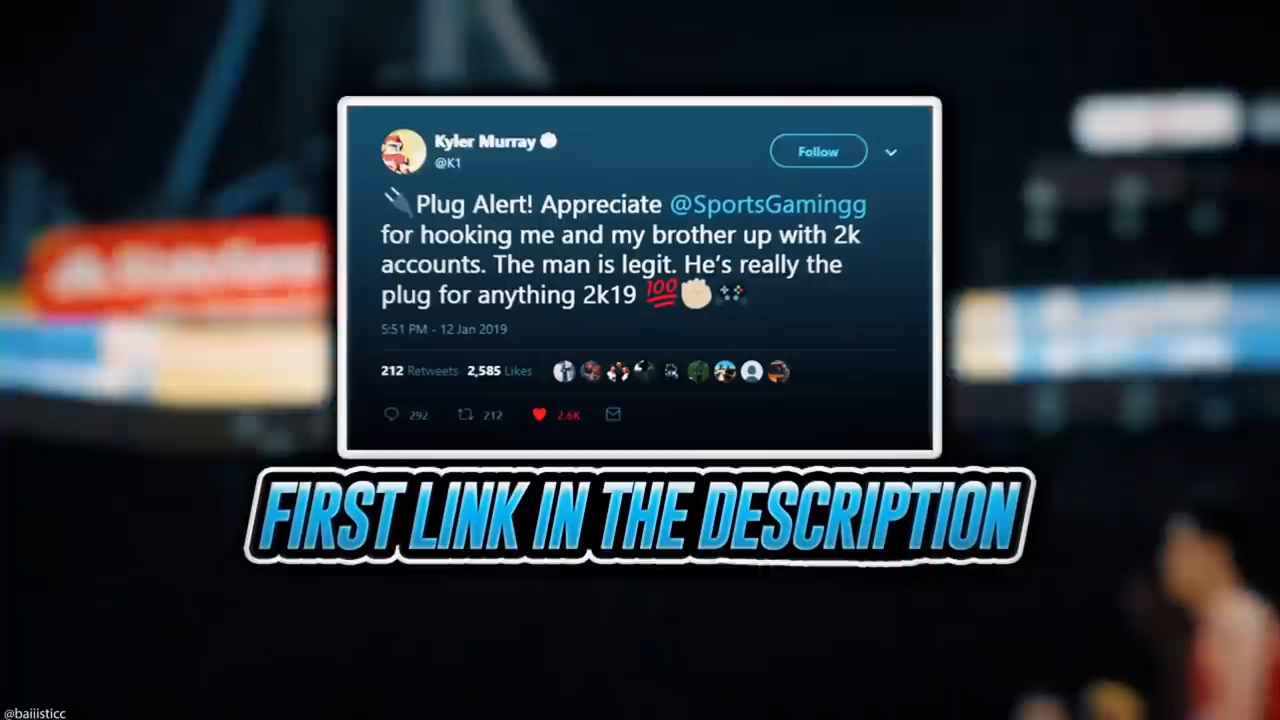 Kyler Murray
@K1
Follow
Plug Alert! Appreciate @SportsGamingg
for hooking me and my brother up with 2k
accounts. The man is legit. He’s really the
plug for anything 2k19 💯✊🏻🎮
5:51 PM - 12 Jan 2019
212 Retweets 2,585 Likes
292 212 2.6K
FIRST LINK IN THE DESCRIPTION
@baiiisticc